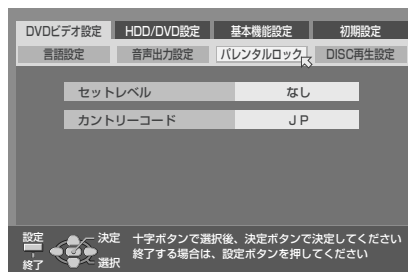 DVDビデオ設定 HDD/DVD設定 基本機能設定 初期設定
言語設定 音声出力設定 パレンタルロック DISC再生設定
セットレベル なし
カントリーコード JP
設定 決定 十字ボタンで選択後、決定ボタンで決定してください
終了 選択 終了する場合は、設定ボタンを押してください